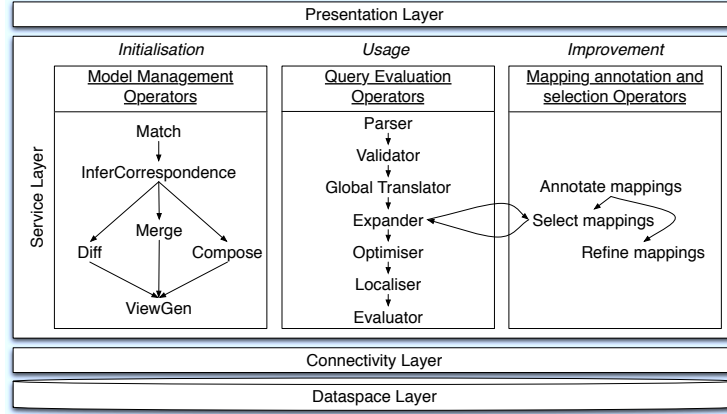 Presentation Layer
Service Layer
Initialisation
Model Management
Operators
Match
InferCorrespondence
Diff
Merge
Compose
ViewGen
Usage
Query Evaluation
Operators
Parser
Validator
Global Translator
Expander
Optimiser
Localiser
Evaluator
Improvement
Mapping annotation and
selection Operators
Annotate mappings
Select mappings
Refine mappings
Connectivity Layer
Dataspace Layer